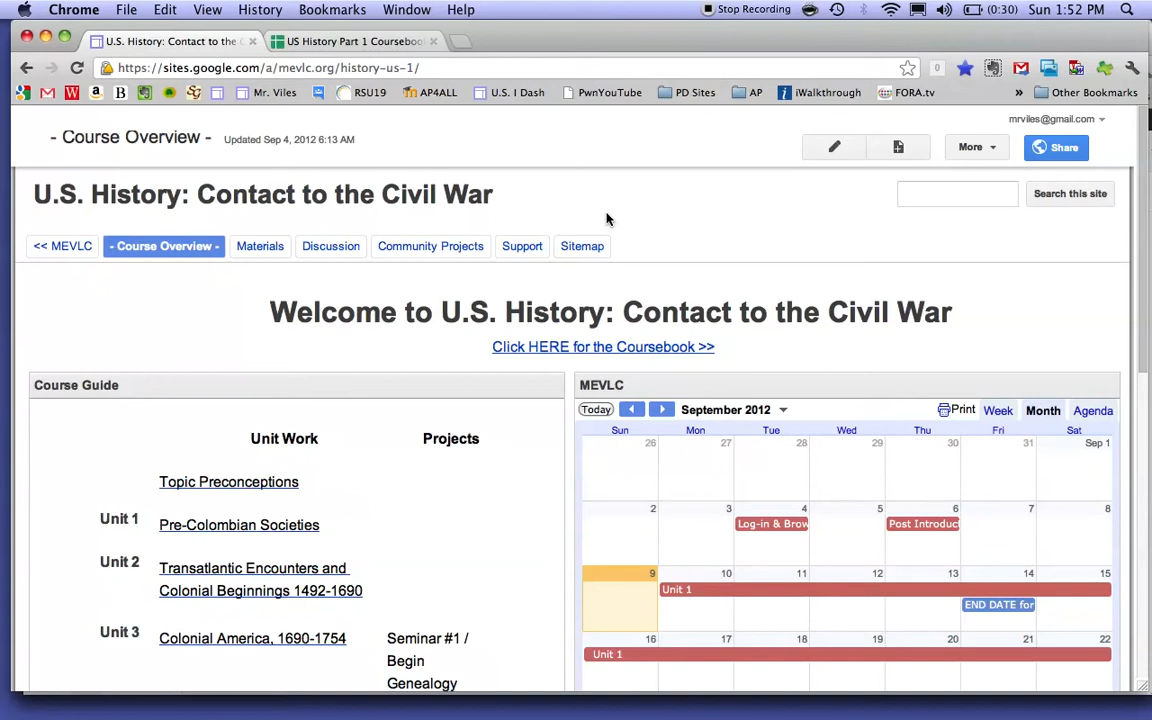 Chrome File Edit View History Bookmarks Window Help Stop Recording (0:30) Sun 1:52 PM
U.S. History: Contact to the US History Part 1 Coursebo
https://sites.google.com/a/mevlc.org/history-us-1/ 0
Mr. Viles RSU19 AP4ALL U.S. I Dash PwnYouTube PD Sites AP iWalkthrough FORA.tv » Other Bookmarks
mrviles@gmail.com
- Course Overview - Updated Sep 4, 2012 6:13 AM More Share
U.S. History: Contact to the Civil War Search this site
<< MEVLC - Course Overview - Materials Discussion Community Projects Support Sitemap
Welcome to U.S. History: Contact to the Civil War
Click HERE for the Coursebook >>
Course Guide
Unit Work Projects
Topic Preconceptions
Unit 1 Pre-Colombian Societies
Unit 2 Transatlantic Encounters and
Colonial Beginnings 1492-1690
Unit 3 Colonial America, 1690-1754 Seminar #1 /
Begin
Genealogy
MEVLC
Today September 2012 Print Week Month Agenda
Sun Mon Tue Wed Thu Fri Sat
26 27 28 29 30 31 Sep 1
2 3 4 5 6 7 8
Log-in & Brow Post Introduct
9 10 11 12 13 14 15
Unit 1
END DATE for
16 17 18 19 20 21 22
Unit 1